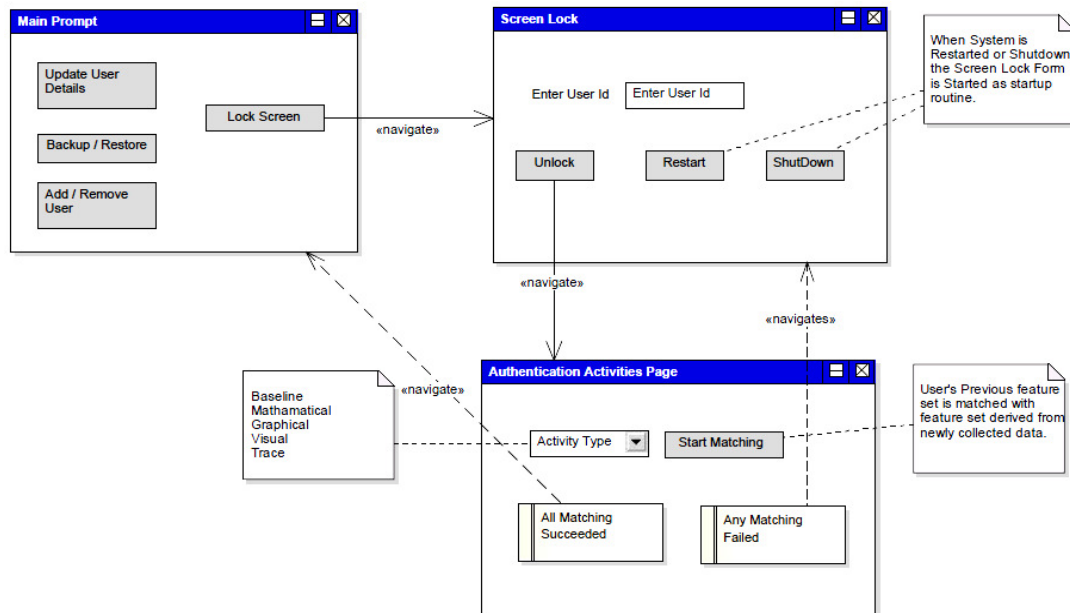 Main Prompt
Update User
Details
Lock Screen
Backup / Restore
Add / Remove
User
«navigate»
Screen Lock
Enter User Id
Enter User Id
Unlock
Restart
ShutDown
When System is
Restarted or Shutdown
the Screen Lock Form
is Started as startup
routine.
«navigate»
«navigates»
«navigate»
Baseline
Mathamatical
Graphical
Visual
Trace
Authentication Activities Page
Activity Type
Start Matching
All Matching
Succeeded
Any Matching
Failed
User's Previous feature
set is matched with
feature set derived from
newly collected data.